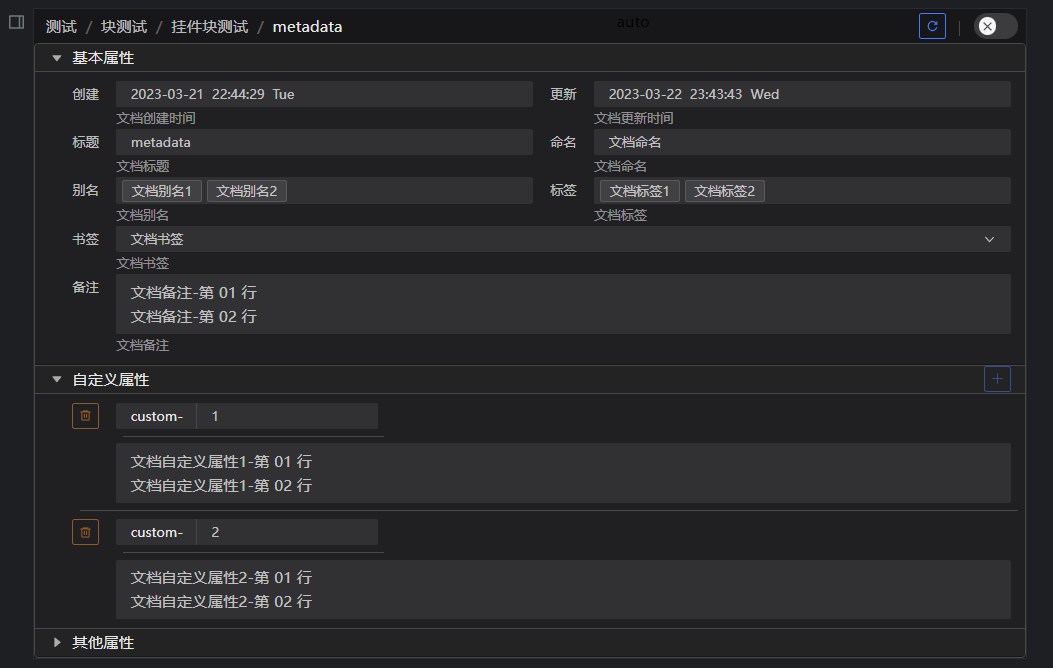 测试 / 块测试 / 挂件块测试 / metadata
auto
基本属性
创建 2023-03-21 22:44:29 Tue 更新 2023-03-22 23:43:43 Wed
文档创建时间 文档更新时间
标题 metadata 命名 文档命名
文档标题 文档命名
别名 文档别名1 文档别名2 标签 文档标签1 文档标签2
文档别名 文档标签
书签 文档书签
文档书签
备注 文档备注-第 01 行
文档备注-第 02 行
文档备注
自定义属性
custom- 1
文档自定义属性1-第 01 行
文档自定义属性1-第 02 行
custom- 2
文档自定义属性2-第 01 行
文档自定义属性2-第 02 行
其他属性